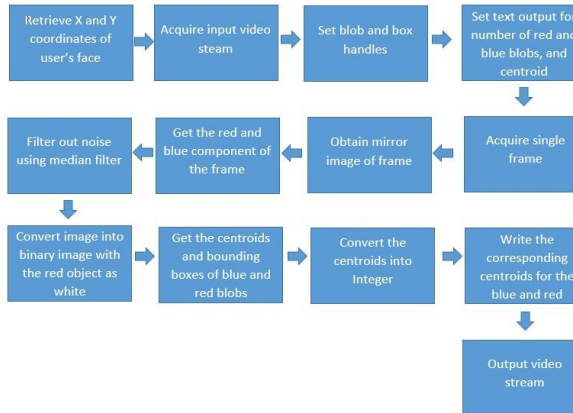 Retrieve X and Y
coordinates of
user's face
Acquire input video
steam
Set blob and box
handles
Set text output for
number of red and
blue blobs, and
centroid
Acquire single
frame
Obtain mirror
image of frame
Get the red and
blue component of
the frame
Filter out noise
using median filter
Convert image into
binary image with
the red object as
white
Get the centroids
and bounding
boxes of blue and
red blobs
Convert the
centroids into
Integer
Write the
corresponding
centroids for the
blue and red
Output video
stream